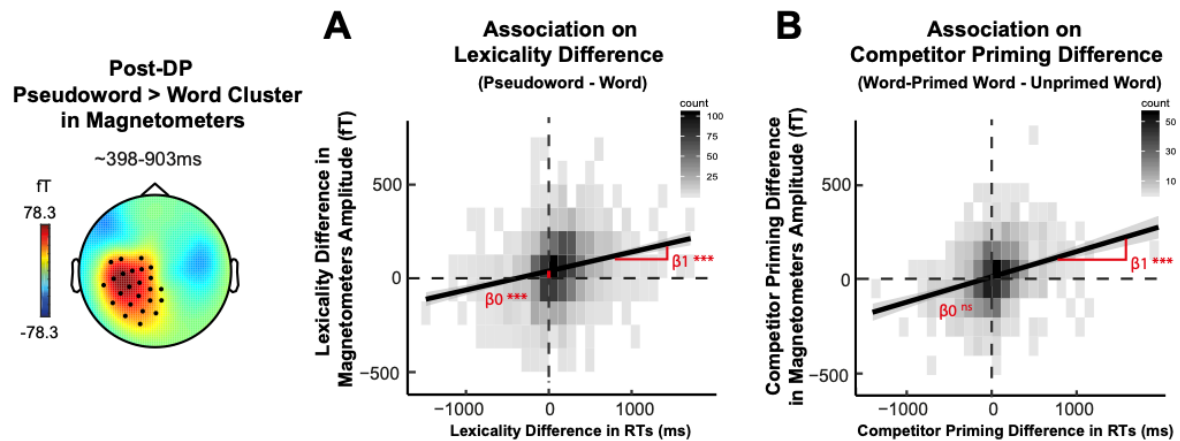 Post-DP
Pseudoword > Word Cluster
in Magnetometers
~398-903ms
fT
78.3
-78.3
A
Association on
Lexicality Difference
(Pseudoword - Word)
count
100
75
50
25
Lexicality Difference in
Magnetometers Amplitude (fT)
500
0
−500
β0 ***
β1 ***
−1000
0
1000
Lexicality Difference in RTs (ms)
B
Association on
Competitor Priming Difference
(Word-Primed Word - Unprimed Word)
count
50
30
10
Competitor Priming Difference
in Magnetometers Amplitude (fT)
500
0
−500
β0 ns
β1 ***
−1000
0
1000
Competitor Priming Difference in RTs (ms)